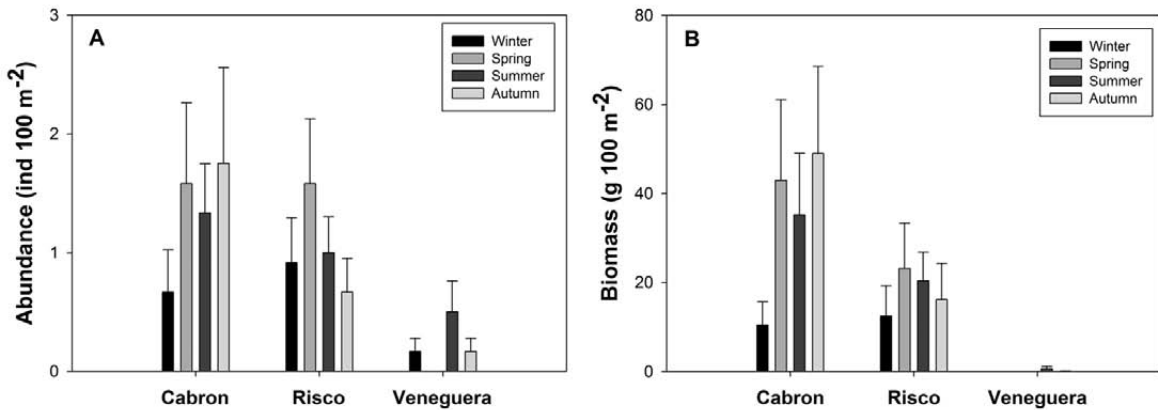 A
Abundance (ind 100 m-2)
3
2
1
0
Winter
Spring
Summer
Autumn
Cabron Risco Veneguera
B
Biomass (g 100 m-2)
80
60
40
20
0
Winter
Spring
Summer
Autumn
Cabron Risco Veneguera